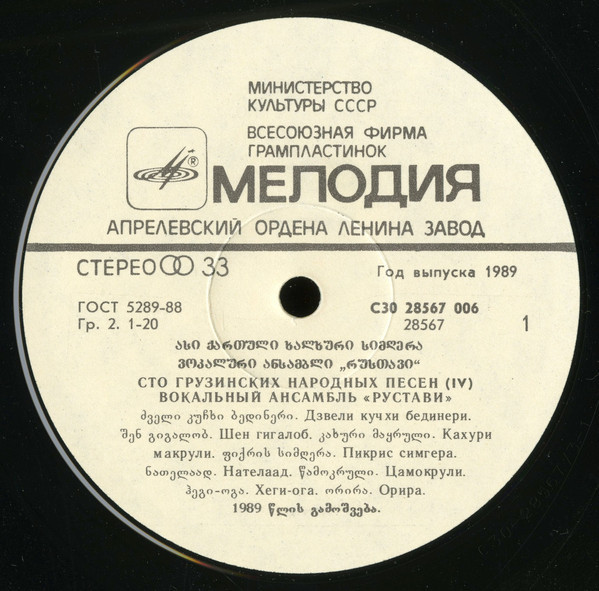 МИНИСТЕРСТВО
КУЛЬТУРЫ СССР
ВСЕСОЮЗНАЯ ФИРМА
ГРАМПЛАСТИНОК
®
МЕЛОДИЯ
АПРЕЛЕВСКИЙ ОРДЕНА ЛЕНИНА ЗАВОД
СТЕРЕО 33
Год выпуска 1989
ГОСТ 5289-88
С30 28567 006
Гр. 2. 1-20
28567
1
ასი ქართული ხალხური სიმღერა
ვოკალური ანსამბლი „რუსთავი“
СТО ГРУЗИНСКИХ НАРОДНЫХ ПЕСЕН (IV)
ВОКАЛЬНЫЙ АНСАМБЛЬ «РУСТАВИ»
ძველი კუჩხი ბედინერი. Дзвели кучхи бединери.
შენ გიგალობ. Шен гигалоб. კახური მაყრული. Кахури
макрули. ფიქრის სიმღერა. Пикрис симгера.
ნათელაად. Нателаад. წამოკრული. Цамокрули.
ჰეგი-ოგა. Хеги-ога. ორირა. Орира.
1989 წლის გამოშვება.